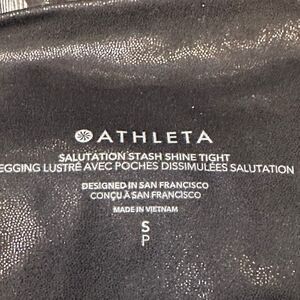 ATHLETA
SALUTATION STASH SHINE TIGHT
EGGING LUSTRÉ AVEC POCHES DISSIMULÉES SALUTATION
DESIGNED IN SAN FRANCISCO
CONÇU À SAN FRANCISCO
MADE IN VIETNAM
S
P